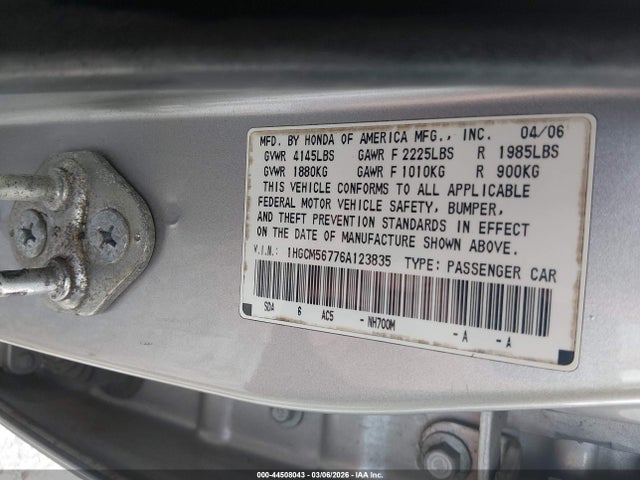 MFD. BY HONDA OF AMERICA MFG., INC. 04/06
GVWR 4145LBS GAWR F 2225LBS R 1985LBS
GVWR 1880KG GAWR F 1010KG R 900KG
THIS VEHICLE CONFORMS TO ALL APPLICABLE
FEDERAL MOTOR VEHICLE SAFETY, BUMPER,
AND THEFT PREVENTION STANDARDS IN EFFECT
ON THE DATE OF MANUFACTURE SHOWN ABOVE.
V.I.N: 1HGCM56776A123835 TYPE: PASSENGER CAR
SDA 6 AC5 - NH700M - A - A
000-44508043 - 03/06/2026 - IAA Inc.